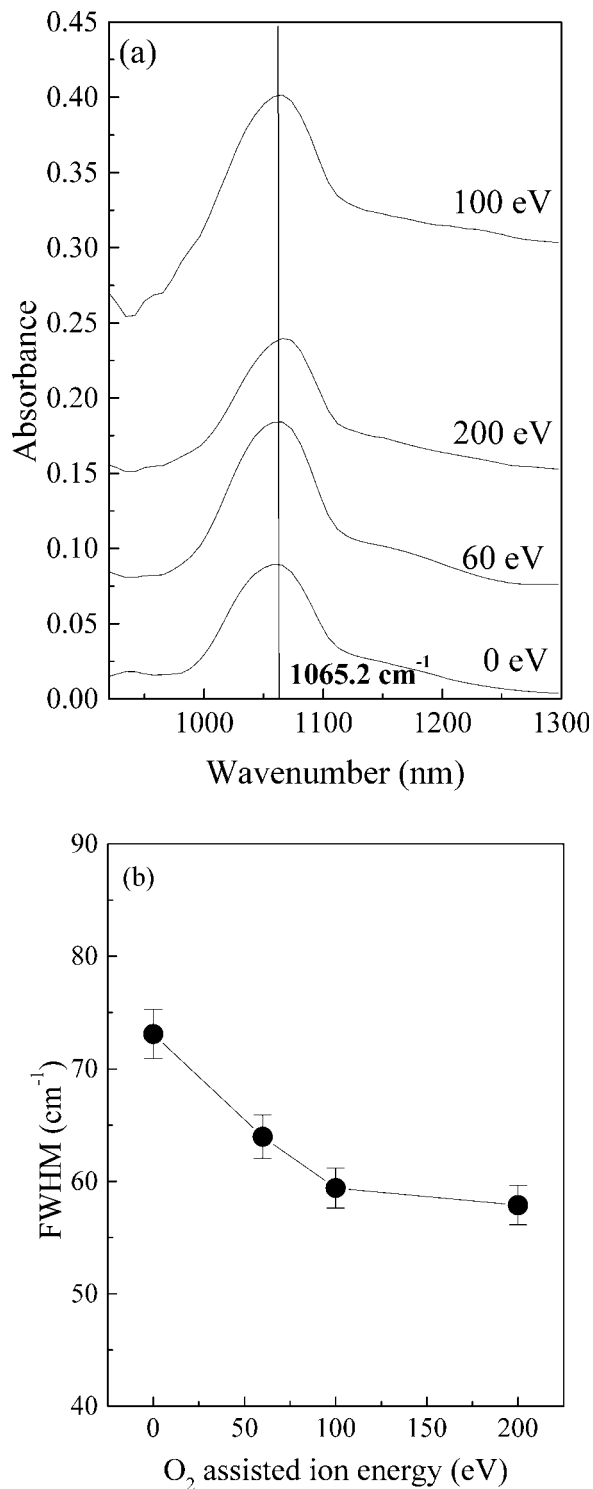 (a)
0.45
0.40
0.35
0.30
0.25
0.20
0.15
0.10
0.05
0.00
Absorbance
100 eV
200 eV
60 eV
0 eV
1065.2 cm⁻¹
1000 1100 1200 1300
Wavenumber (nm)
(b)
90
80
70
60
50
40
FWHM (cm⁻¹)
0 50 100 150 200
O₂ assisted ion energy (eV)